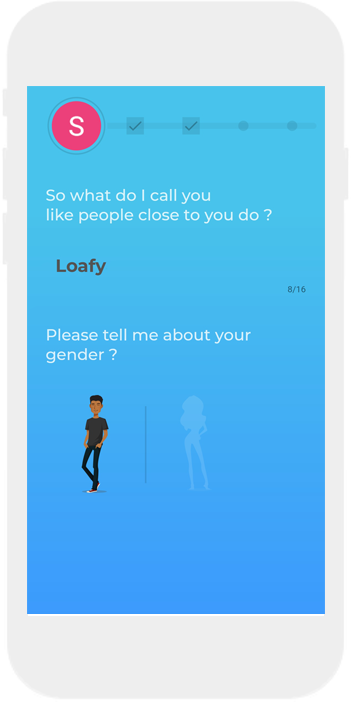 S
So what do I call you
like people close to you do ?
Loafy
8/16
Please tell me about your
gender ?